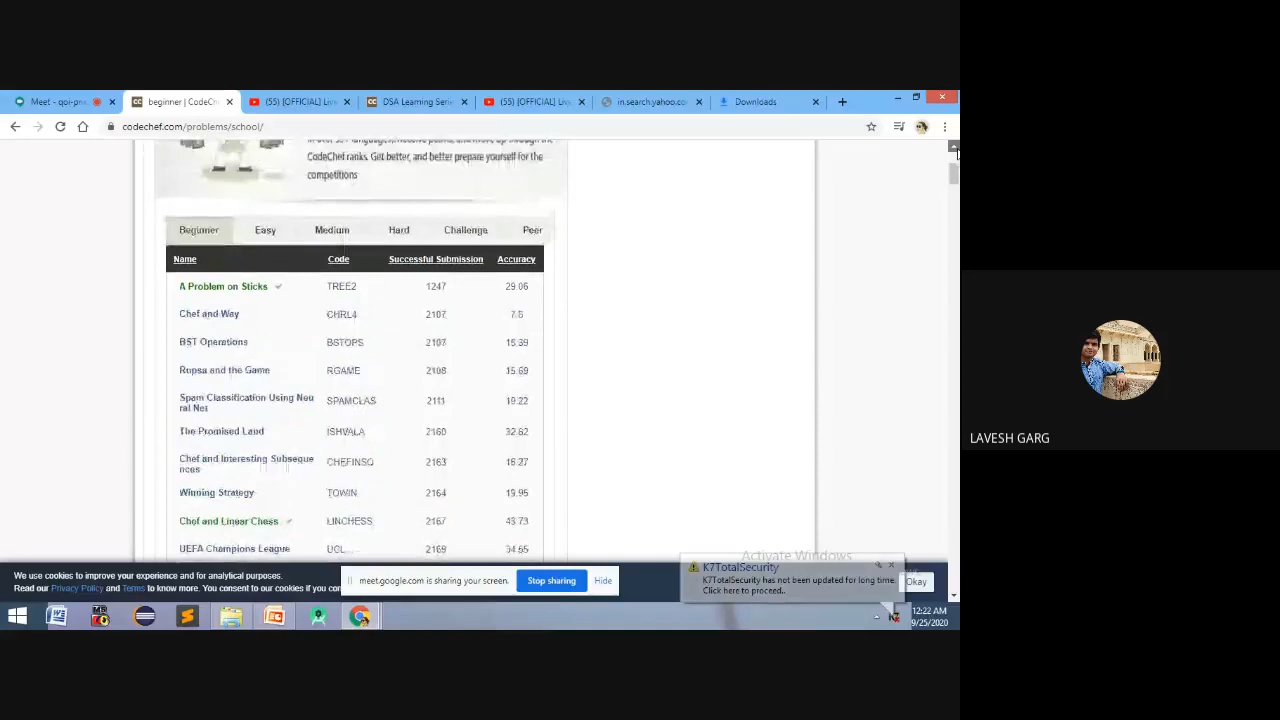 Meet - qoi-pn
beginner | CodeChe
(55) [OFFICIAL] Live
DSA Learning Serie
(55) [OFFICIAL] Live
in.search.yahoo.co
Downloads
codechef.com/problems/school/
CodeChef ranks. Get better, and better prepare yourself for the
competitions
Beginner Easy Medium Hard Challenge Peer
Name Code Successful Submission Accuracy
A Problem on Sticks TREE2 1247 29.06
Chef and Way CHRL4 2107
BST Operations BSTOPS 2107 15.39
Rupsa and the Game RGAME 2108 15.69
Spam Classification Using Neu
ral Net SPAMCLAS 2111 19.22
The Promised Land ISHVALA 2160 32.62
Chef and Interesting Subseque
nces CHEFINSQ 2163 16.27
Winning Strategy TOWIN 2164 19.95
Chef and Linear Chess LINCHESS 2167 43.73
UEFA Champions League UCL 2169 34.65
We use cookies to improve your experience and for analytical purposes.
Read our Privacy Policy and Terms to know more. You consent to our cookies if you con
Okay
meet.google.com is sharing your screen. Stop sharing Hide
Activate Windows
K7TotalSecurity
K7TotalSecurity has not been updated for long time.
Click here to proceed..
12:22 AM
9/25/2020
LAVESH GARG